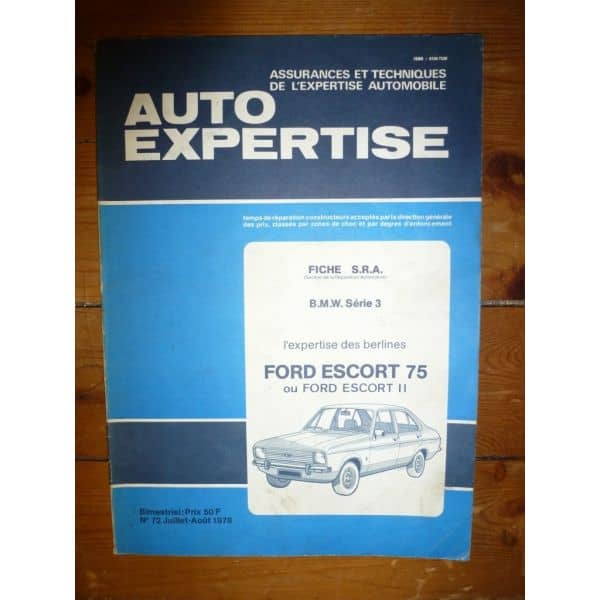 ASSURANCES ET TECHNIQUES
DE L'EXPERTISE AUTOMOBILE
AUTO
EXPERTISE
temps de réparation constructeurs acceptés par la direction générale
des prix, classés par zones de choc et par degrés d'enfoncement
FICHE S.R.A.
B.M.W. Série 3
l'expertise des berlines
FORD ESCORT 75
ou FORD ESCORT II
Bimestriel: Prix 50 F
N° 72 Juillet-Août 1978